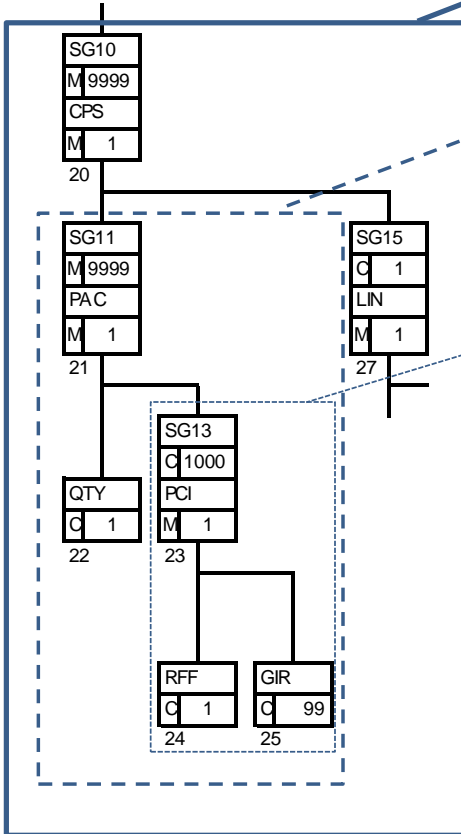 SG10
M 9999
CPS
M 1
20
SG11
M 9999
PAC
M 1
21
SG15
C 1
LIN
M 1
27
SG13
C 1000
PCI
M 1
23
QTY
C 1
22
RFF
C 1
24
GIR
C 99
25